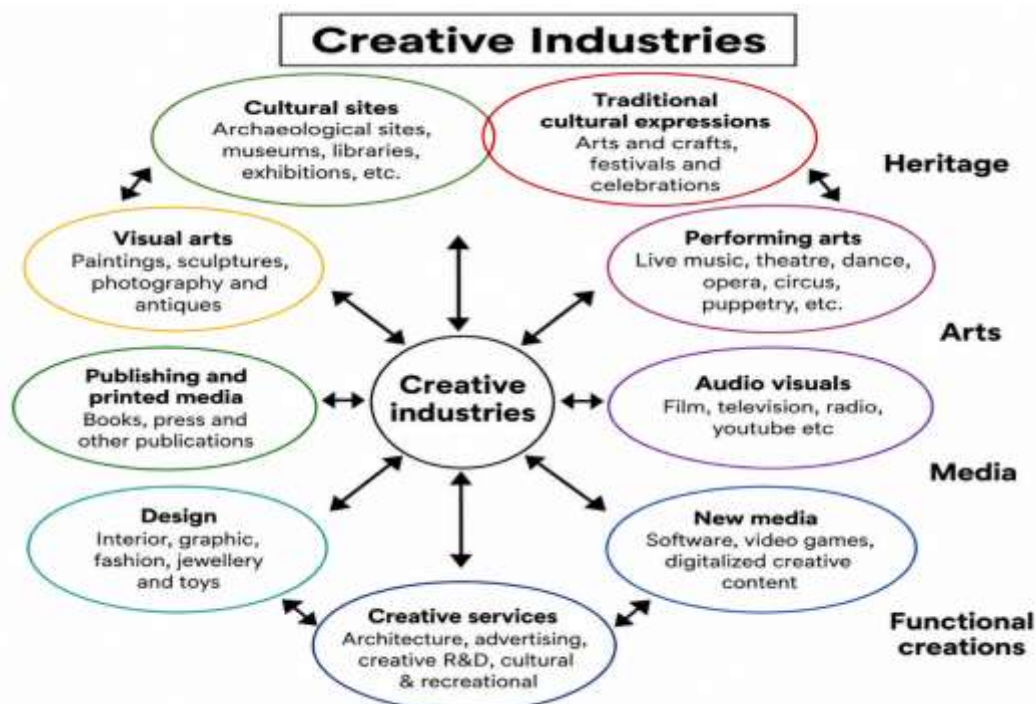 Creative Industries
Cultural sites
Archaeological sites,
museums, libraries,
exhibitions, etc.
Traditional
cultural expressions
Arts and crafts,
festivals and
celebrations
Heritage
Visual arts
Paintings, sculptures,
photography and
antiques
Performing arts
Live music, theatre, dance,
opera, circus,
puppetry, etc.
Arts
Publishing and
printed media
Books, press and
other publications
Creative
industries
Audio visuals
Film, television, radio,
youtube etc
Media
Design
Interior, graphic,
fashion, jewellery
and toys
New media
Software, video games,
digitalized creative
content
Creative services
Architecture, advertising,
creative R&D, cultural
& recreational
Functional
creations